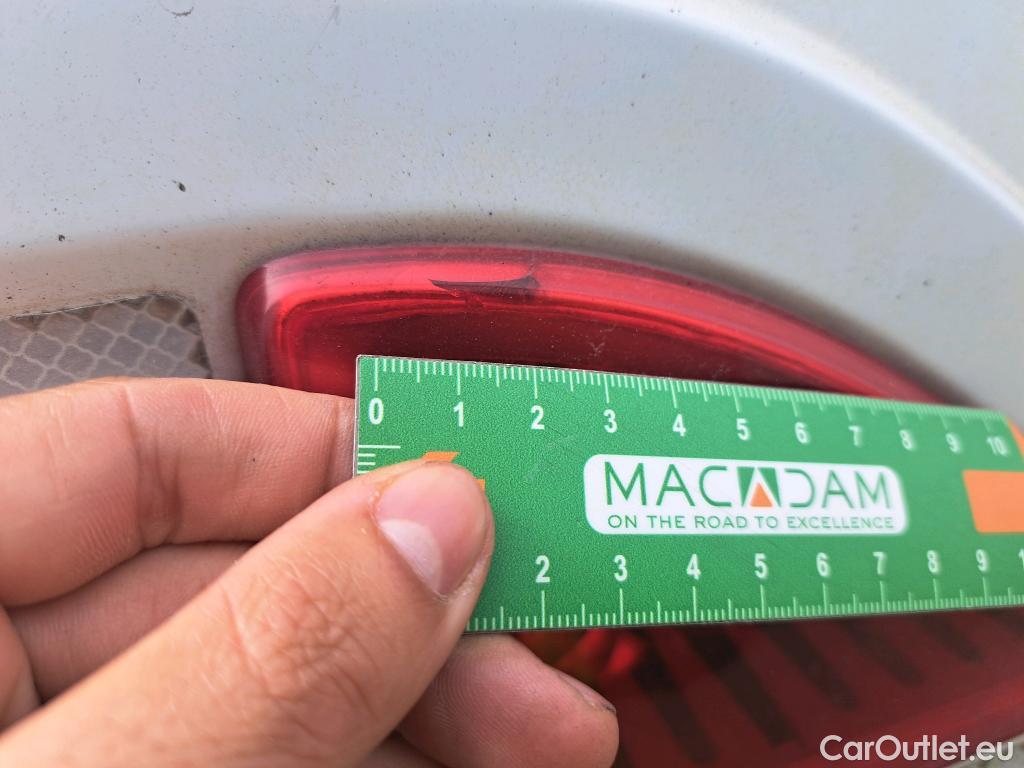 0 1 2 3 4 5 6 7 8 9 10
MACADAM
ON THE ROAD TO EXCELLENCE
2 3 4 5 6 7 8 9
CarOutlet.eu